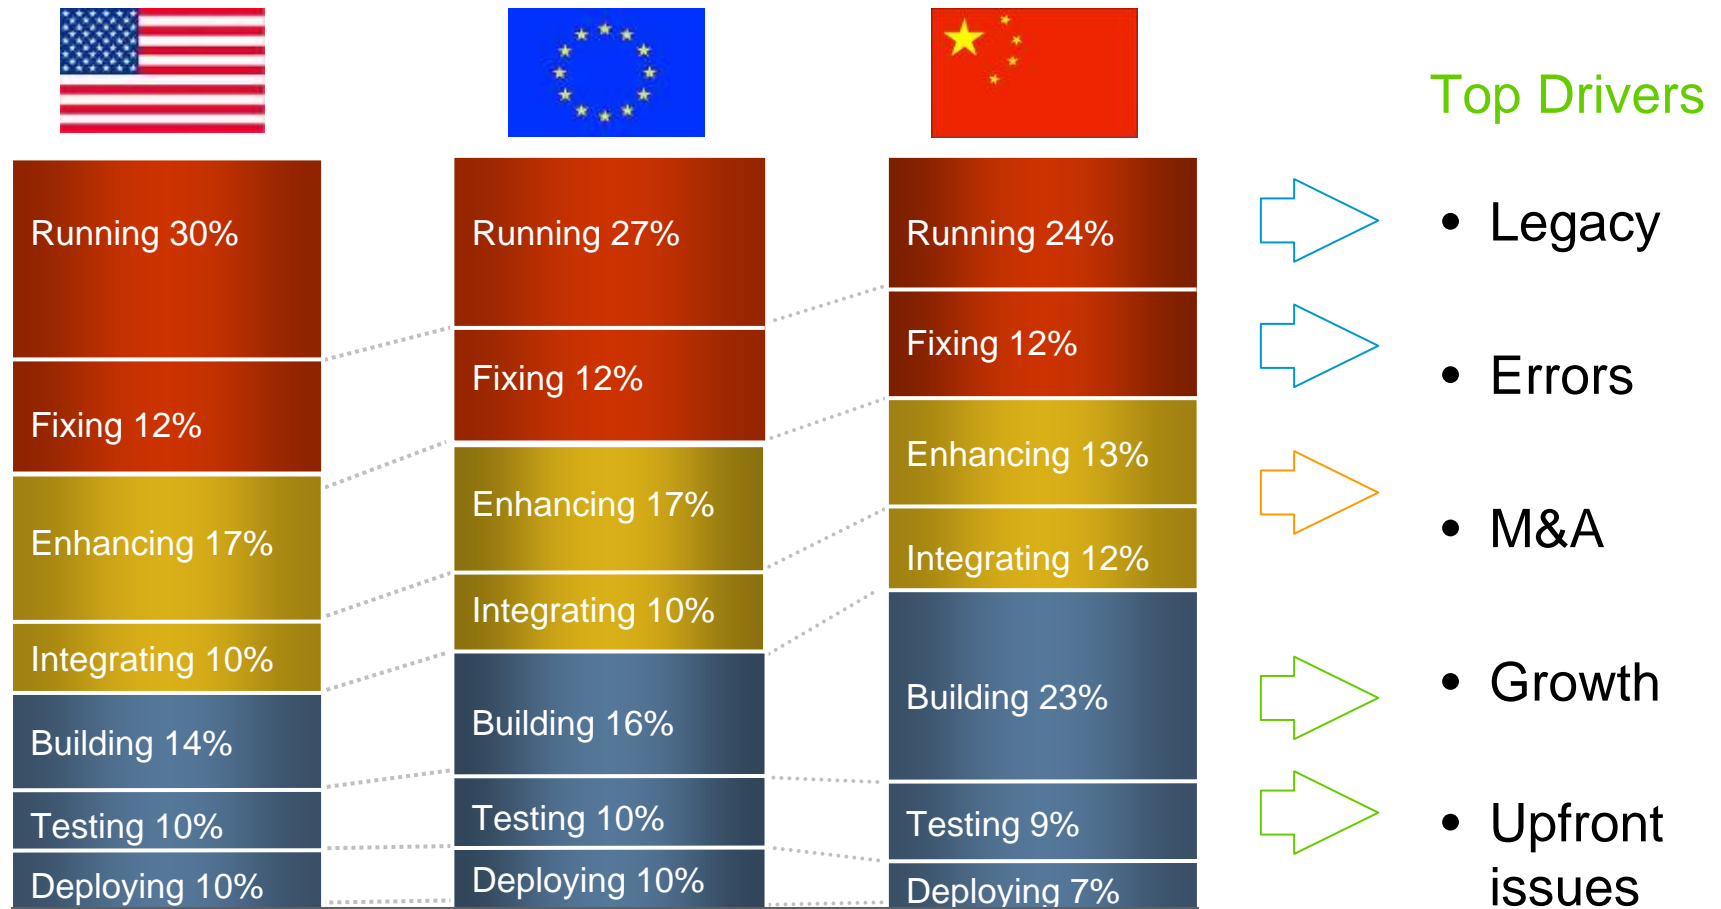 Running 30%
Fixing 12%
Enhancing 17%
Integrating 10%
Building 14%
Testing 10%
Deploying 10%
Running 27%
Fixing 12%
Enhancing 17%
Integrating 10%
Building 16%
Testing 10%
Deploying 10%
Running 24%
Fixing 12%
Enhancing 13%
Integrating 12%
Building 23%
Testing 9%
Deploying 7%
Top Drivers
• Legacy
• Errors
• M&A
• Growth
• Upfront
issues